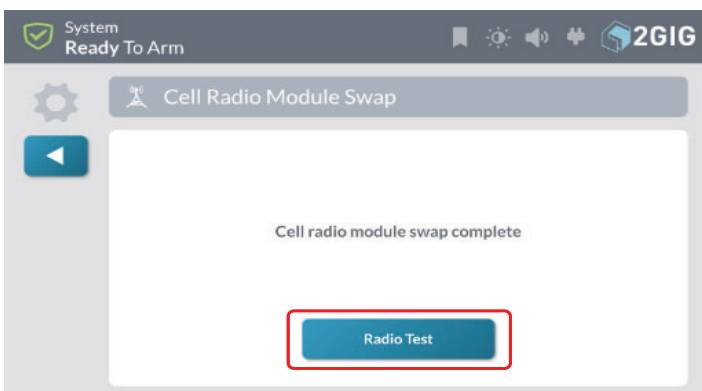 System
Ready To Arm
2GIG
Cell Radio Module Swap
Cell radio module swap complete
Radio Test